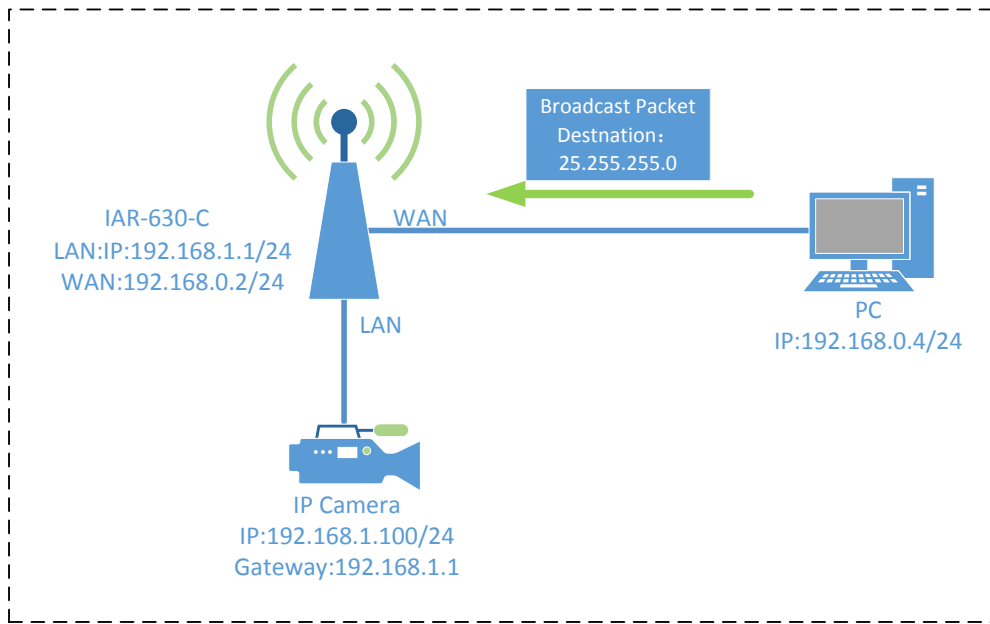 Broadcast Packet
Destnation：
25.255.255.0
IAR-630-C
LAN:IP:192.168.1.1/24
WAN:192.168.0.2/24
WAN
LAN
PC
IP:192.168.0.4/24
IP Camera
IP:192.168.1.100/24
Gateway:192.168.1.1